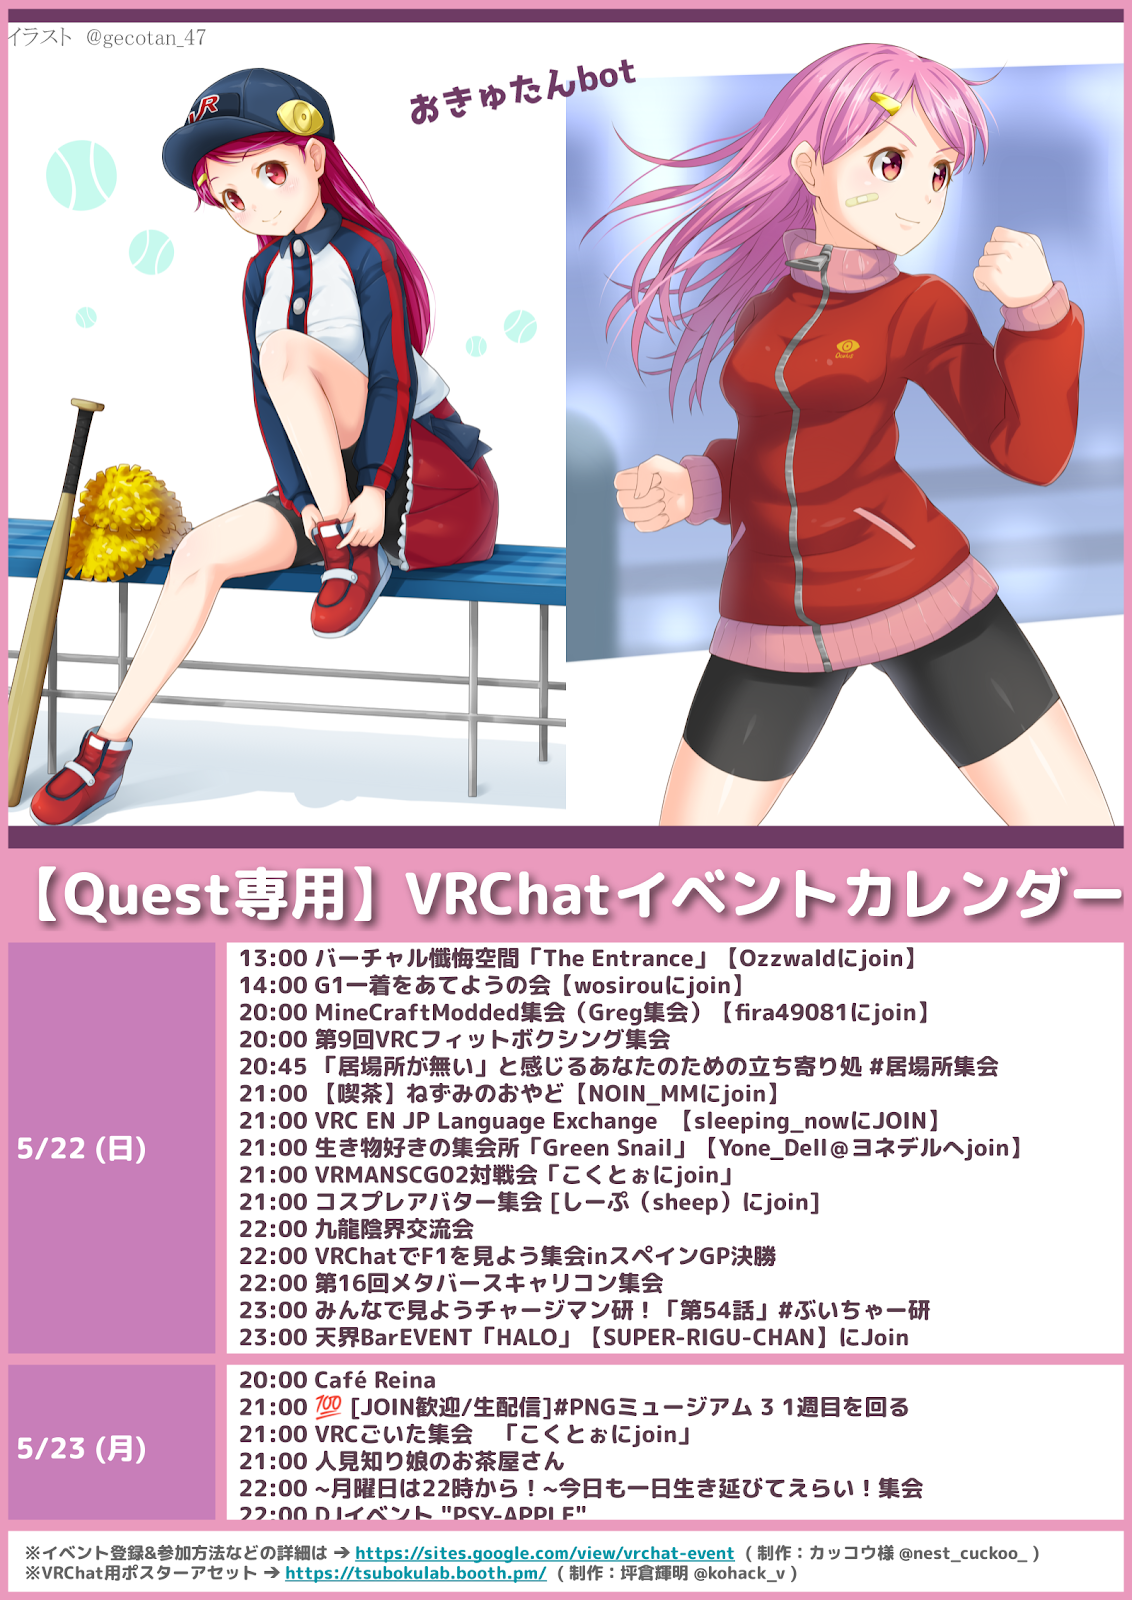 イラスト @gecotan_47
おきゅたんbot
VR
Quest
【Quest専用】VRChatイベントカレンダー
5/22 (日)
13:00 バーチャル懺悔空間「The Entrance」【Ozzwaldにjoin】
14:00 G1一着をあてようの会【wosirouにjoin】
20:00 MineCraftModded集会（Greg集会）【fira49081にjoin】
20:00 第9回VRCフィットボクシング集会
20:45 「居場所が無い」と感じるあなたのための立ち寄り処 #居場所集会
21:00 【喫茶】ねずみのおやど【NOIN_MMにjoin】
21:00 VRC EN JP Language Exchange 【sleeping_nowにJOIN】
21:00 生き物好きの集会所「Green Snail」【Yone_Dell＠ヨネデルへjoin】
21:00 VRMANSCG02対戦会「こくとぉにjoin」
21:00 コスプレアバター集会 [しーぷ（sheep）にjoin]
22:00 九龍陰界交流会
22:00 VRChatでF1を見よう集会inスペインGP決勝
22:00 第16回メタバースキャリコン集会
23:00 みんなで見ようチャージマン研！「第54話」#ぶいちゃー研
23:00 天界BarEVENT「HALO」【SUPER-RIGU-CHAN】にJoin
5/23 (月)
20:00 Café Reina
21:00 💯 [JOIN歓迎/生配信]#PNGミュージアム 3 1週目を回る
21:00 VRCごいた集会 「こくとぉにjoin」
21:00 人見知り娘のお茶屋さん
22:00 ~月曜日は22時から！~今日も一日生き延びてえらい！集会
22:00 DJイベント "PSY-APPLE"
※イベント登録&参加方法などの詳細は ➔ https://sites.google.com/view/vrchat-event （ 制作：カッコウ様 @nest_cuckoo_ ）
※VRChat用ポスターアセット ➔ https://tsubokulab.booth.pm/ （ 制作：坪倉輝明 @kohack_v ）